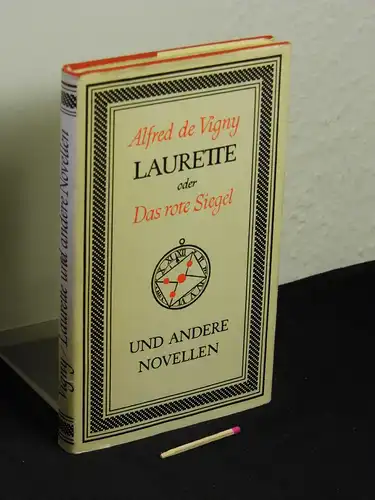 Alfred de Vigny
LAURETTE
oder
Das rote Siegel
UND ANDERE
NOVELLEN
Vigny / Laurette und andere Novellen